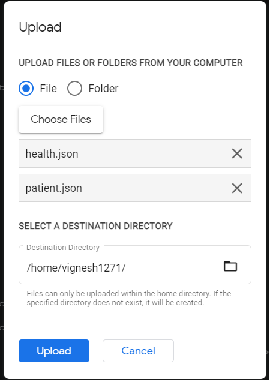 Upload
UPLOAD FILES OR FOLDERS FROM YOUR COMPUTER
File
Folder
Choose Files
health.json
patient.json
SELECT A DESTINATION DIRECTORY
Destination Directory
/home/vignesh1271/
Files can only be uploaded within the home directory. If the
specified directory does not exist, it will be created.
Upload
Cancel